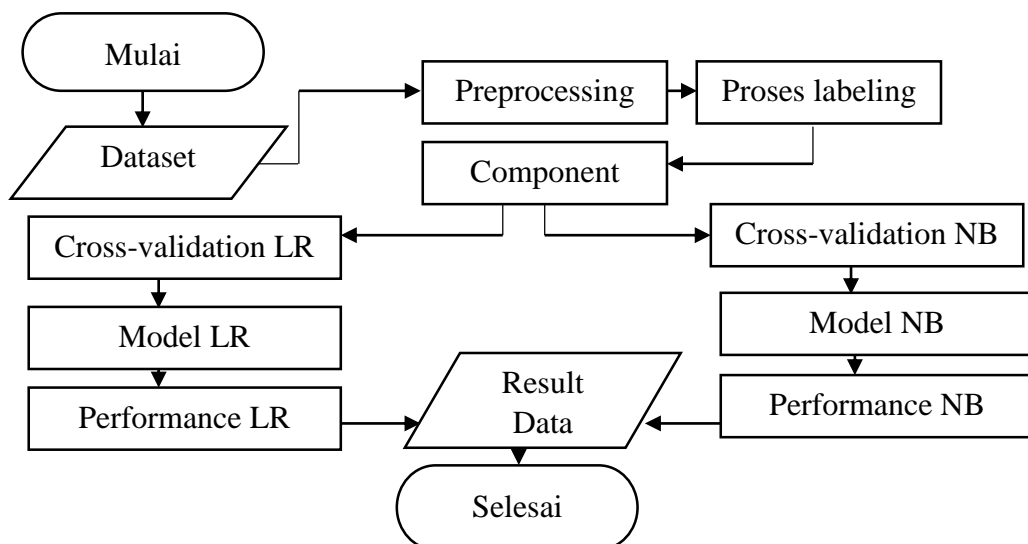 Mulai
Dataset
Preprocessing
Proses labeling
Component
Cross-validation LR
Cross-validation NB
Model LR
Model NB
Performance LR
Result
Data
Performance NB
Selesai